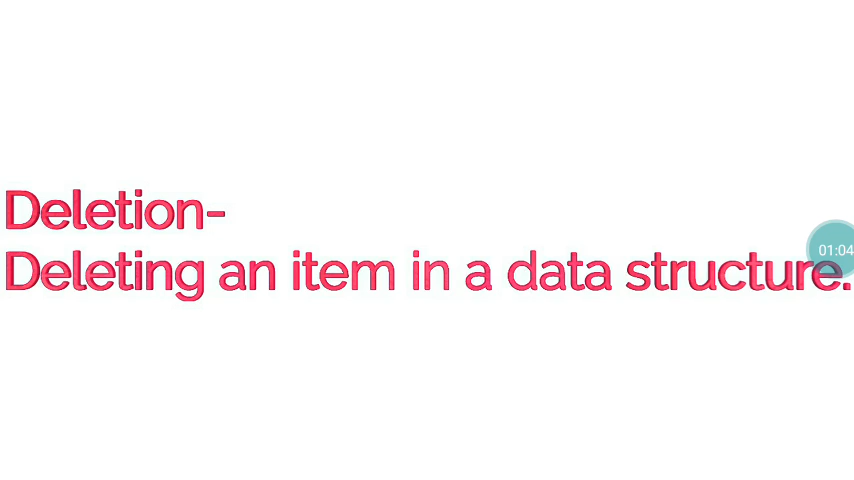 Deletion-
Deleting an item in a data structure.
01:04